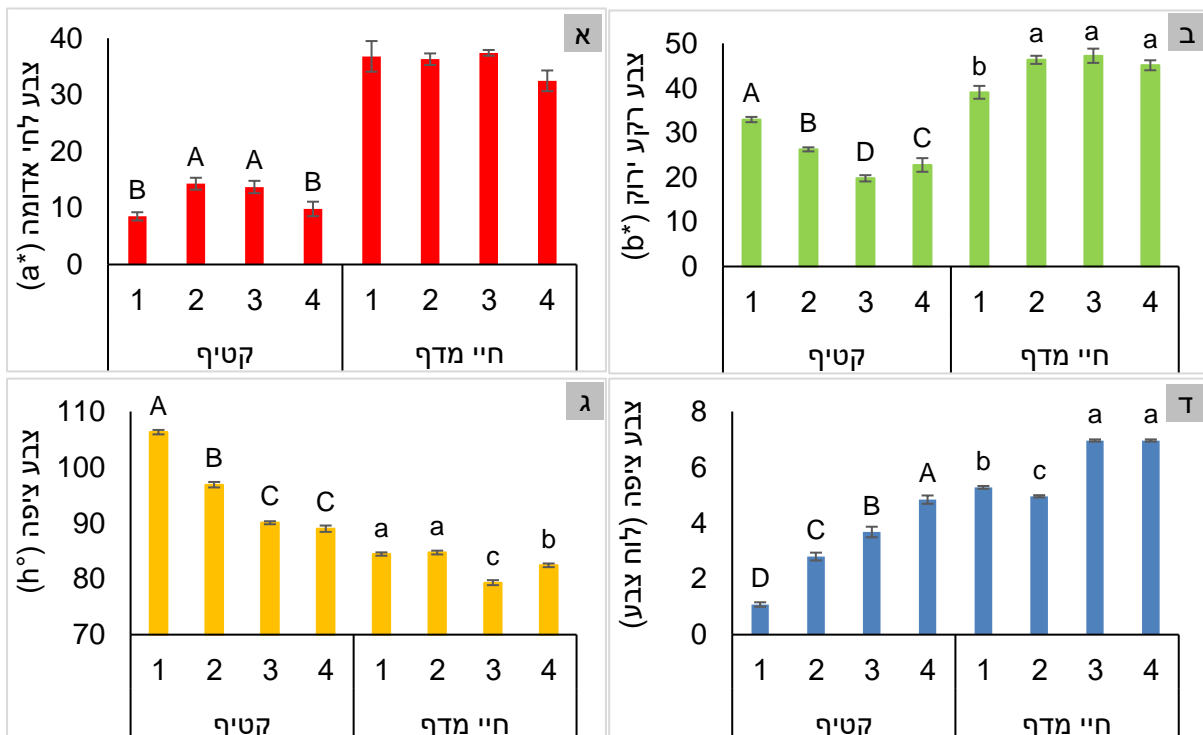 א
צבע לחי אדומה (a*)
40
30
20
10
0
B
A
A
B
1 2 3 4 1 2 3 4
קטיף חיי מדף
ב
צבע רקע ירוק (b*)
50
40
30
20
10
0
A
B
D
C
b
a
a
a
1 2 3 4 1 2 3 4
קטיף חיי מדף
ג
צבע ציפה (h°)
110
100
90
80
70
A
B
C
C
a
a
c
b
1 2 3 4 1 2 3 4
קטיף חיי מדף
ד
צבע ציפה (לוח צבע)
8
6
4
2
0
D
C
B
A
b
c
a
a
1 2 3 4 1 2 3 4
קטיף חיי מדף